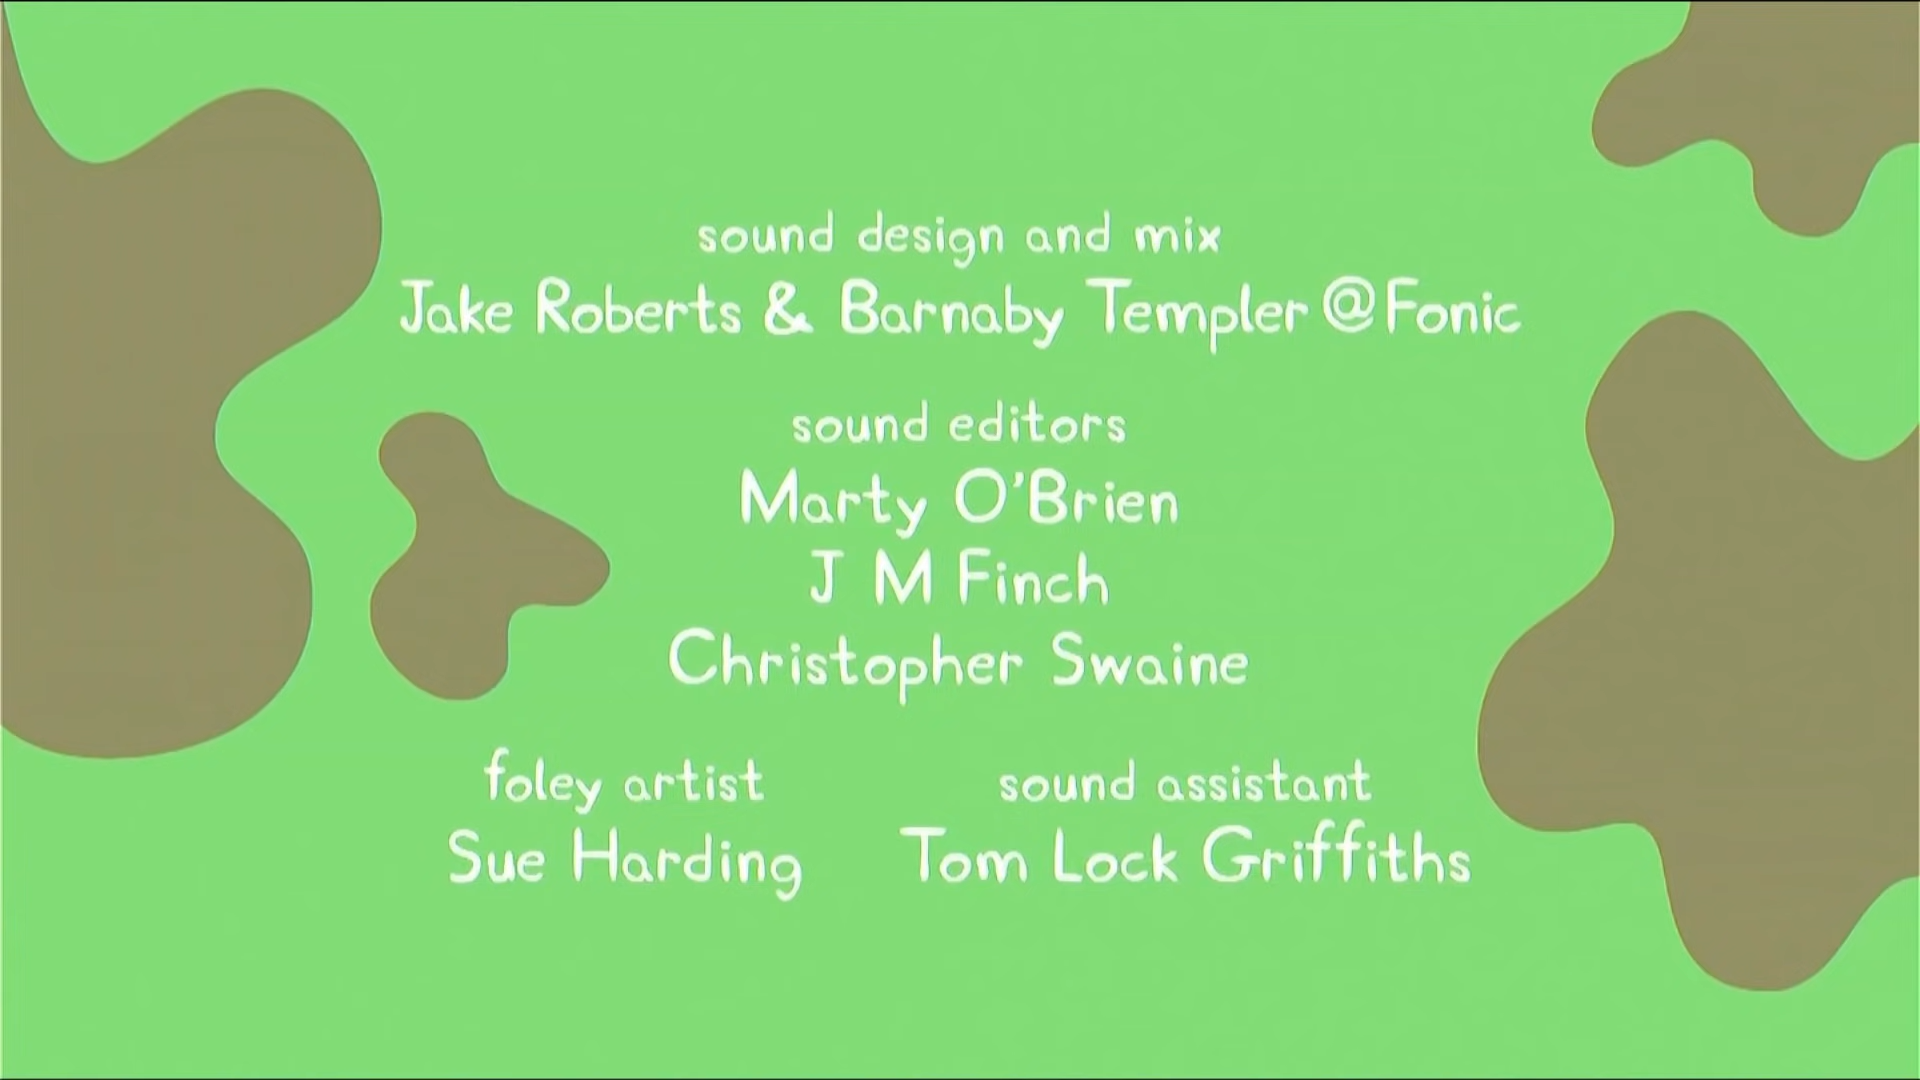 sound design and mix
Jake Roberts & Barnaby Templer @Fonic
sound editors
Marty O'Brien
J M Finch
Christopher Swaine
foley artist
Sue Harding
sound assistant
Tom Lock Griffiths